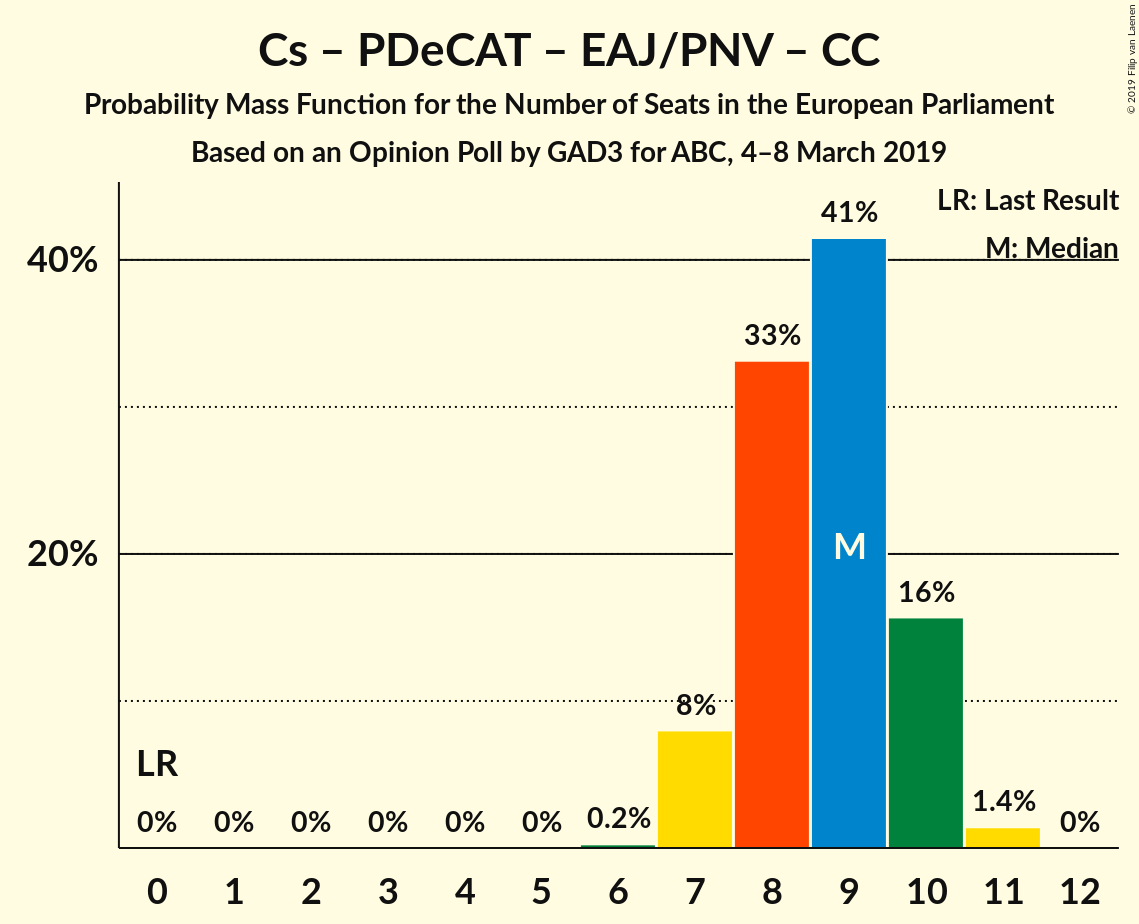 Cs – PDeCAT – EAJ/PNV – CC
Probability Mass Function for the Number of Seats in the European Parliament
Based on an Opinion Poll by GAD3 for ABC, 4–8 March 2019
© 2019 Filip van Laenen
LR: Last Result
M: Median
40%
20%
41%
33%
M
16%
8%
LR
0%
0%
0%
0%
0%
0%
0.2%
1.4%
0%
0 1 2 3 4 5 6 7 8 9 10 11 12